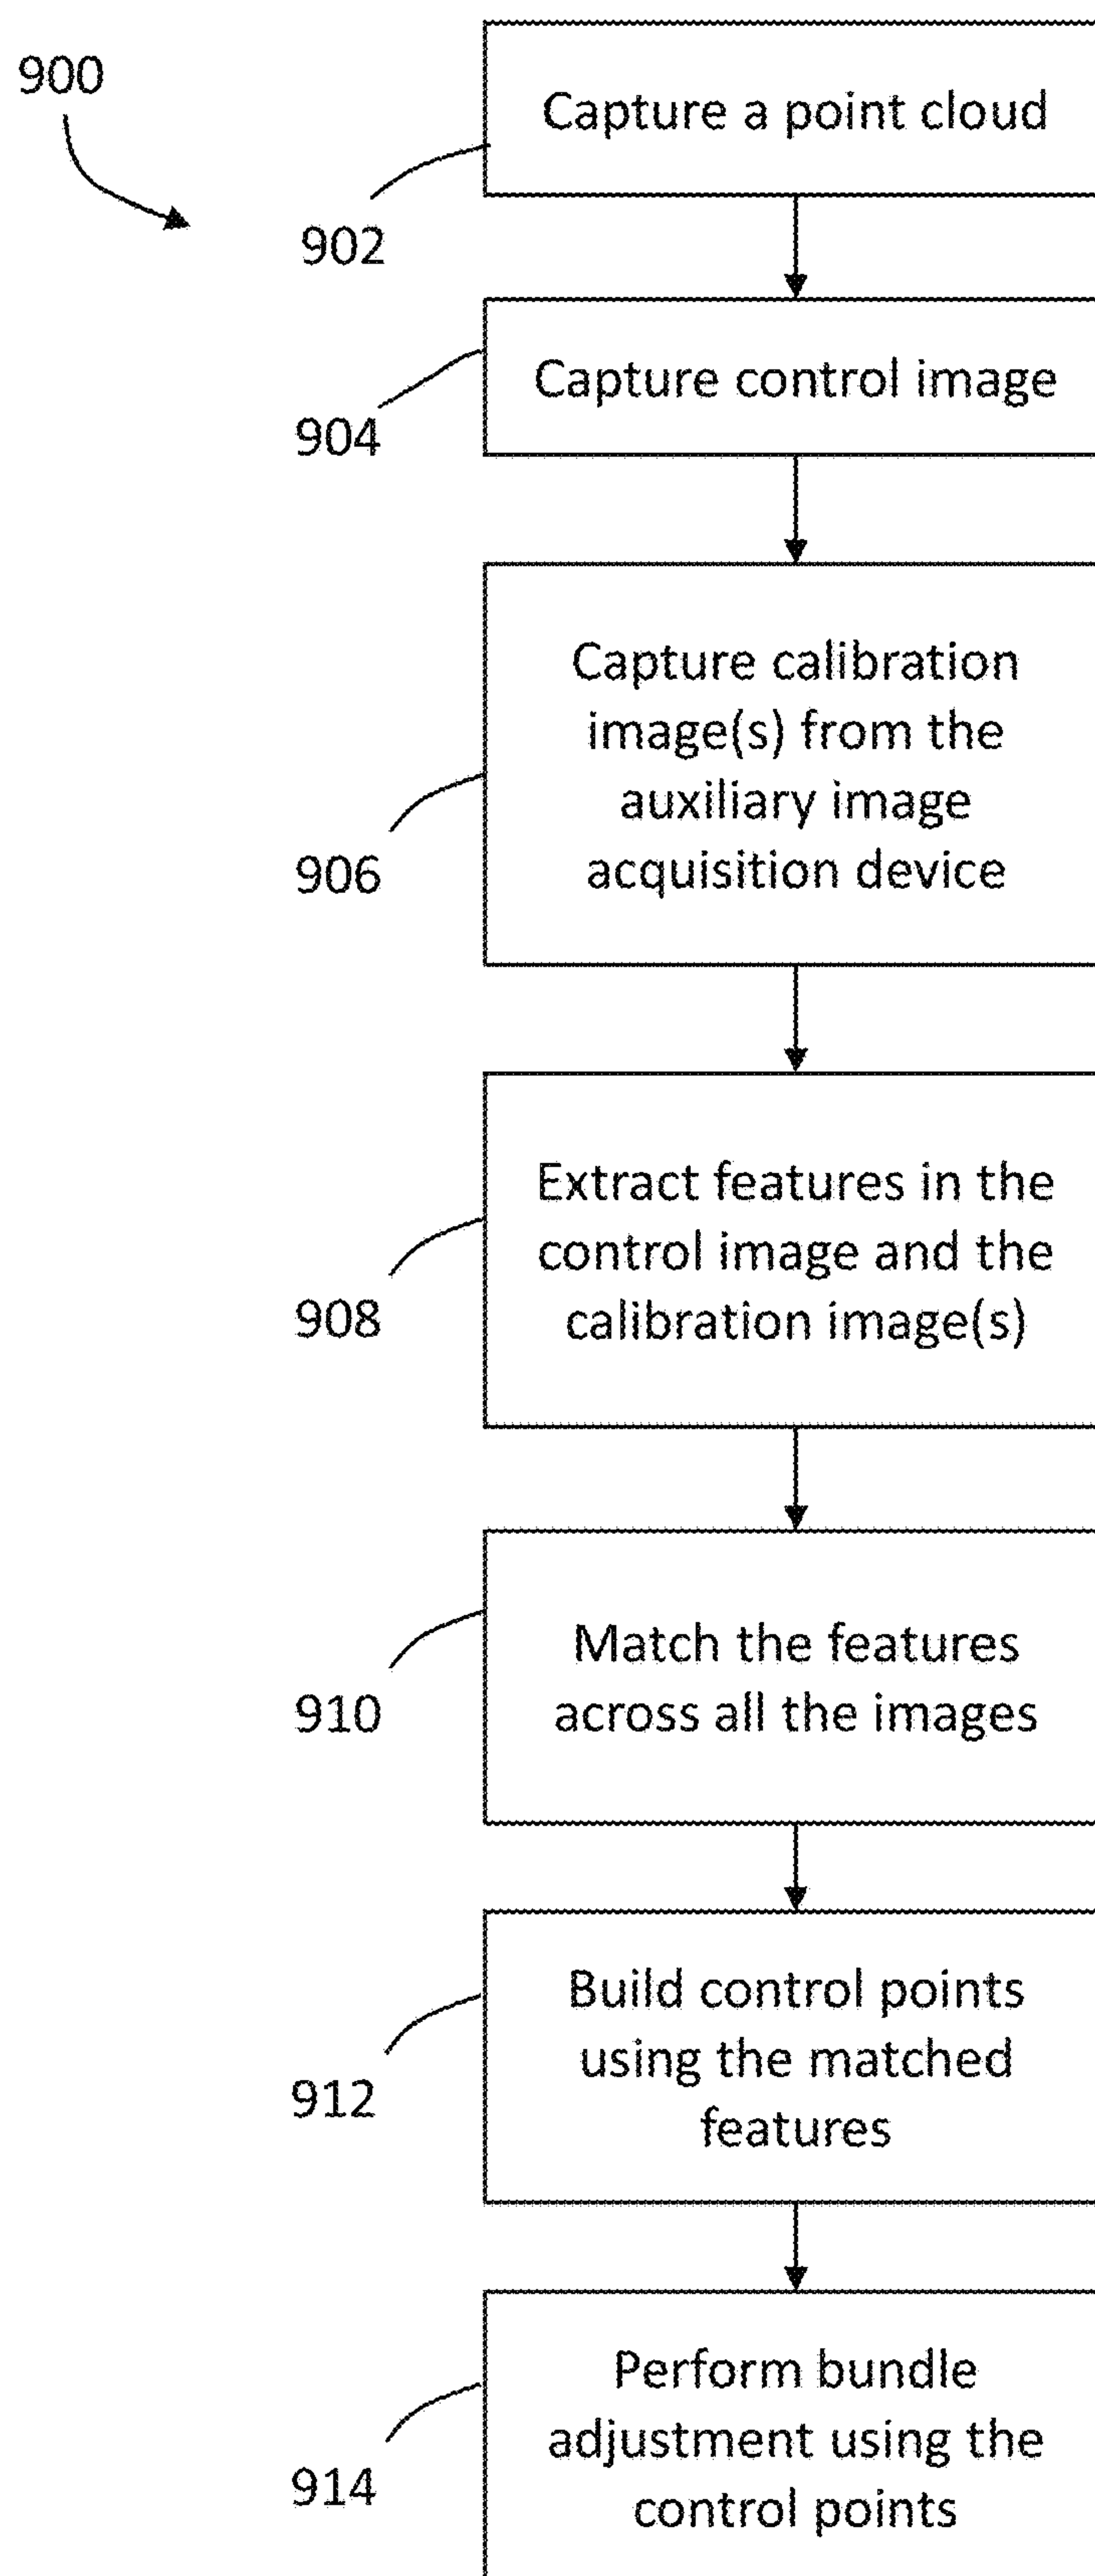 900
Capture a point cloud
902
Capture control image
904
Capture calibration
image(s) from the
auxiliary image
acquisition device
906
Extract features in the
control image and the
calibration image(s)
908
Match the features
across all the images
910
Build control points
using the matched
features
912
Perform bundle
adjustment using the
control points
914